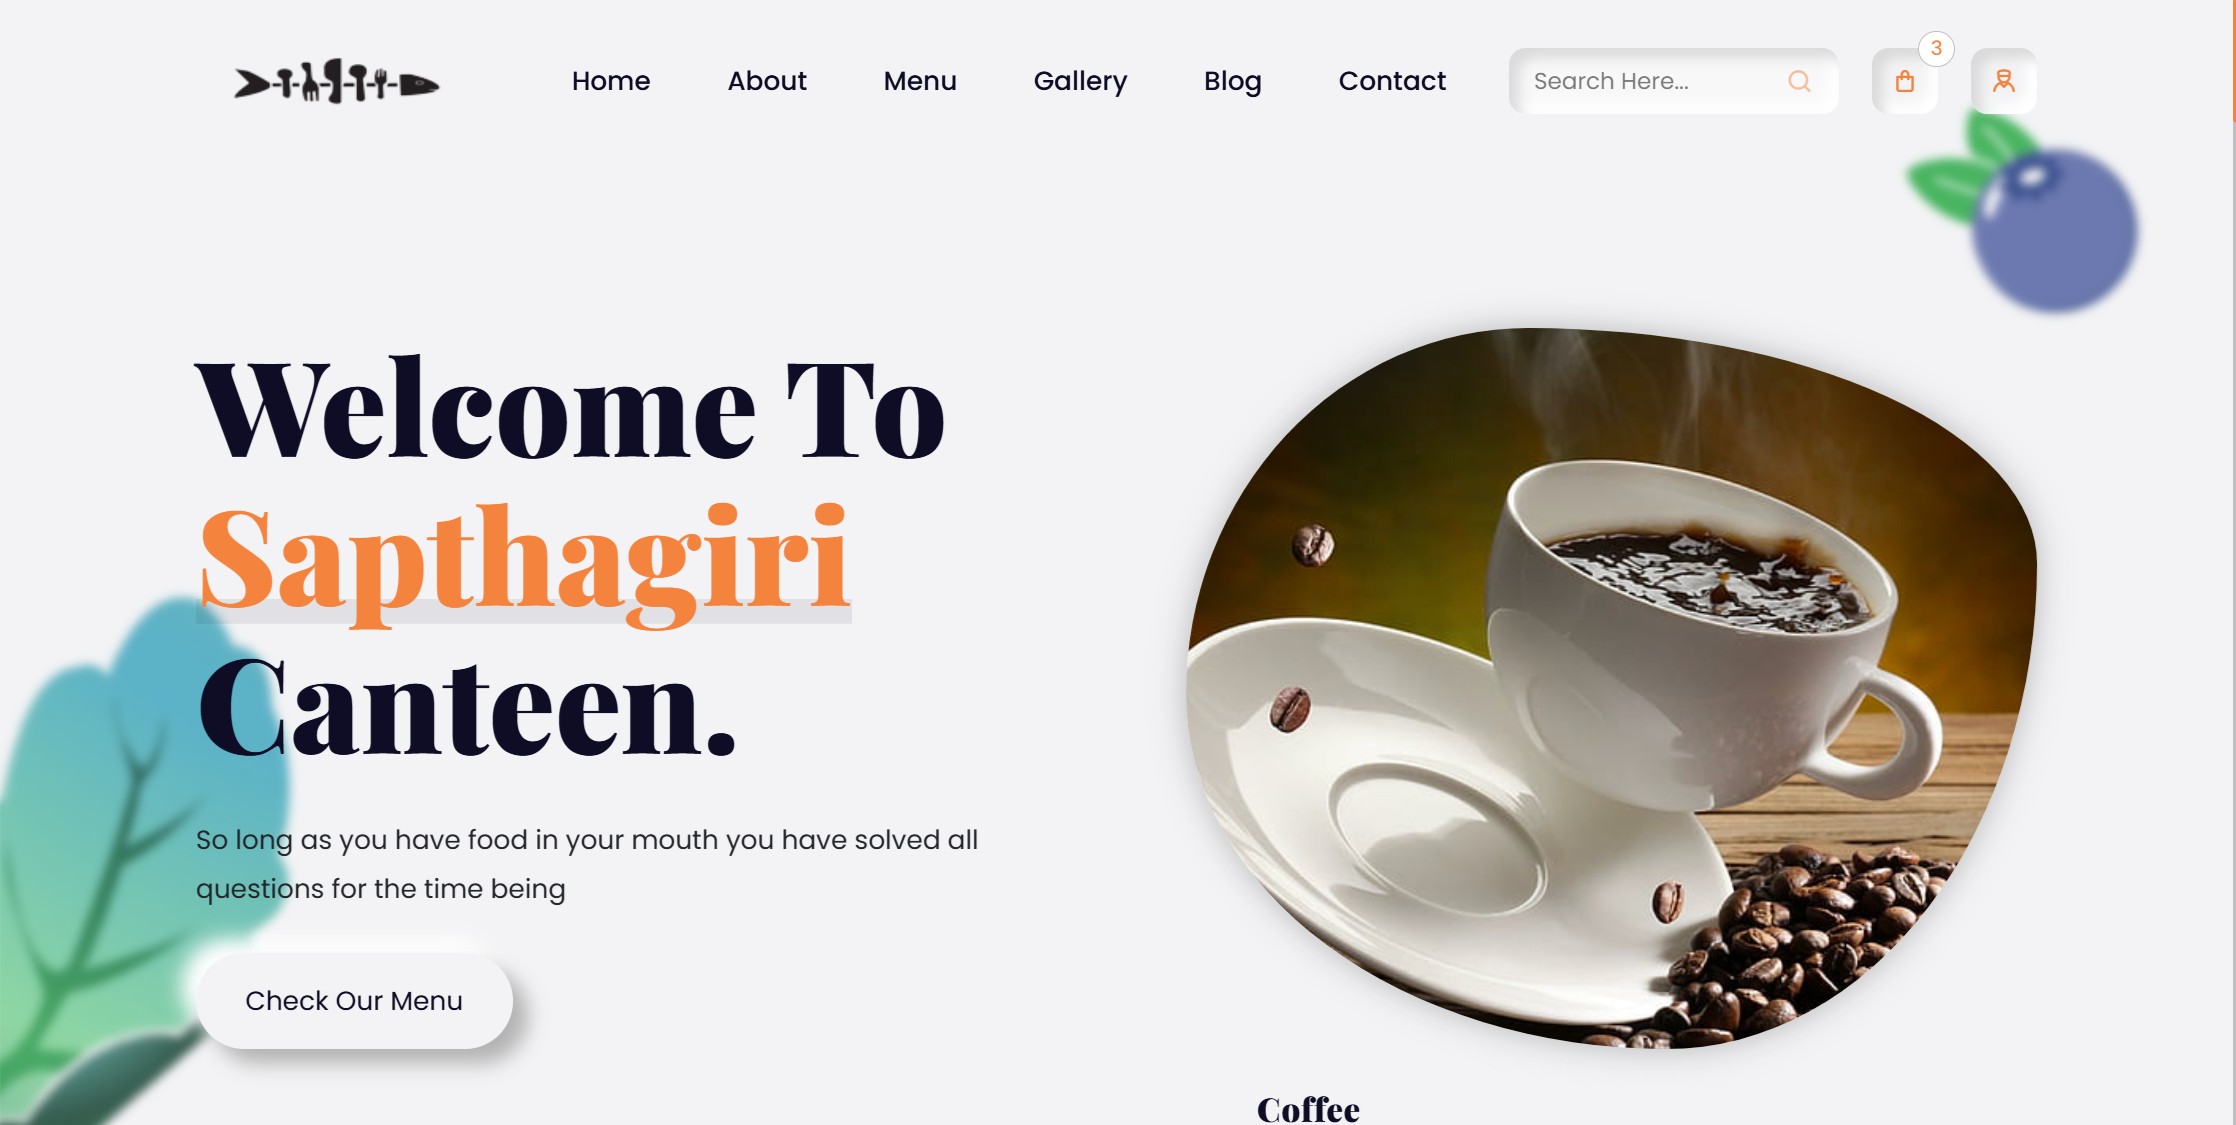 Home
About
Menu
Gallery
Blog
Contact
Search Here...
3
Welcome To
Sapthagiri
Canteen.
So long as you have food in your mouth you have solved all
questions for the time being
Check Our Menu
Coffee